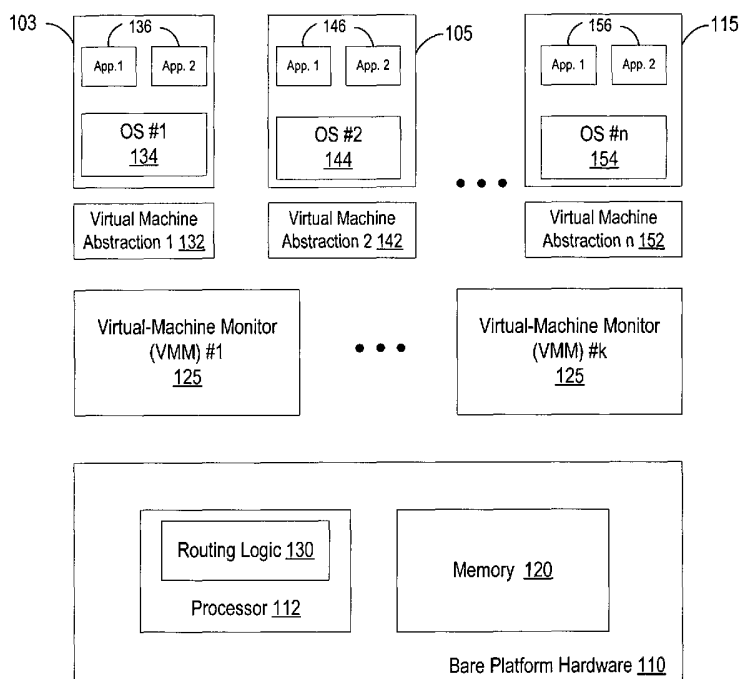 103
136
146
105
156
115
App. 1
App. 2
App. 1
App. 2
App. 1
App. 2
OS #1
134
OS #2
144
OS #n
154
Virtual Machine
Abstraction 1 132
Virtual Machine
Abstraction 2 142
Virtual Machine
Abstraction n 152
Virtual-Machine Monitor
(VMM) #1
125
Virtual-Machine Monitor
(VMM) #k
125
Routing Logic 130
Processor 112
Memory 120
Bare Platform Hardware 110